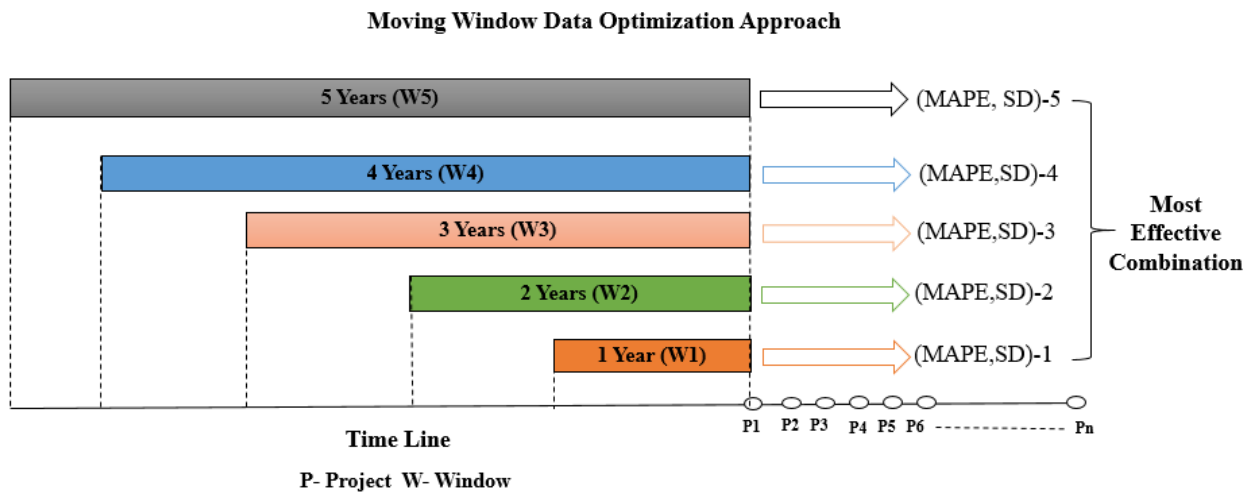 Moving Window Data Optimization Approach
5 Years (W5)
(MAPE, SD)-5
4 Years (W4)
(MAPE,SD)-4
3 Years (W3)
(MAPE,SD)-3
2 Years (W2)
(MAPE,SD)-2
1 Year (W1)
(MAPE,SD)-1
Most
Effective
Combination
P1 P2 P3 P4 P5 P6 Pn
Time Line
P- Project W- Window